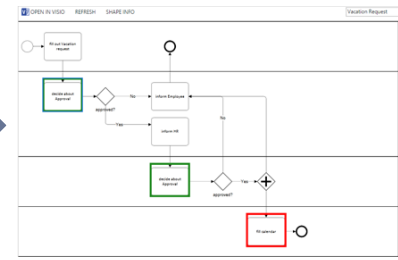 OPEN IN VISIO REFRESH SHAPE INFO Vacation Request
fill out Vacation
request
decide about
Approval
No
inform Employee
approved?
Yes
inform HR
No
decide about
Approval
Yes
approved?
fill calendar